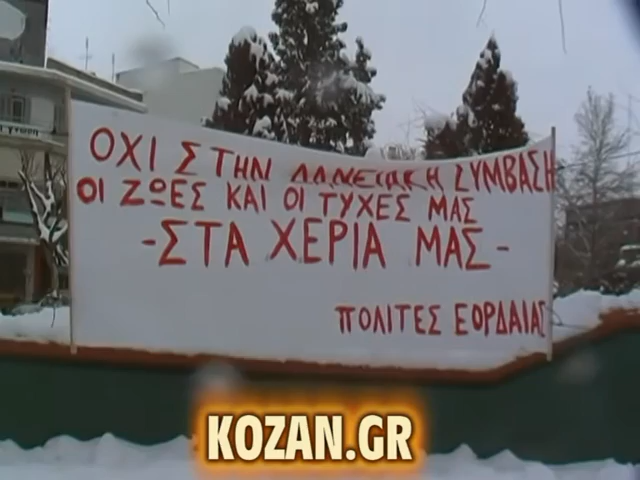 ΟΧΙ ΣΤΗΝ ΔΑΝΕΙΑΚΗ ΣΥΜΒΑΣΗ
ΟΙ ΖΩΕΣ ΚΑΙ ΟΙ ΤΥΧΕΣ ΜΑΣ
-ΣΤΑ ΧΕΡΙΑ ΜΑΣ-
ΠΟΛΙΤΕΣ ΕΟΡΔΑΙΑΣ
KOZAN.GR